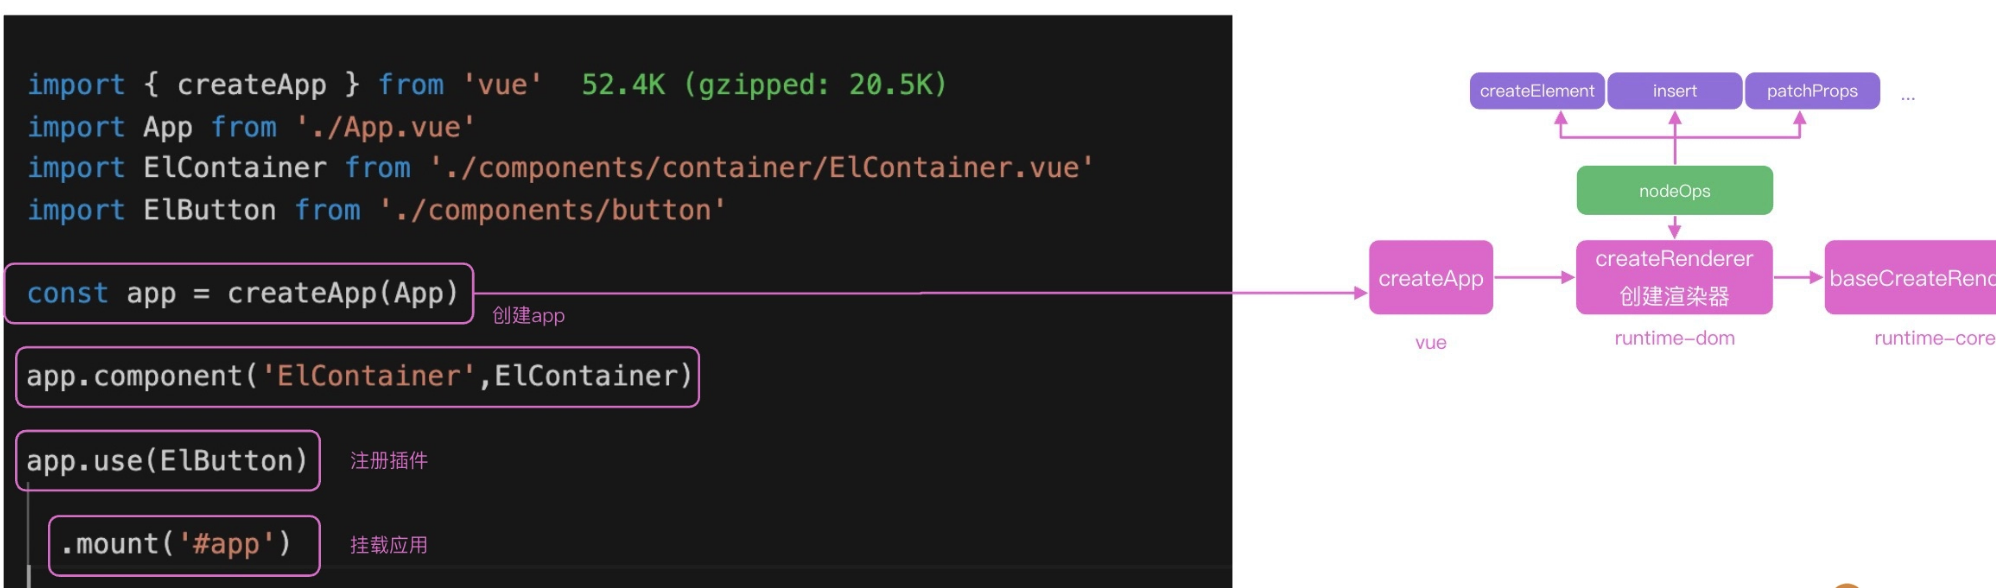 import { createApp } from 'vue'  52.4K (gzipped: 20.5K)
import App from './App.vue'
import ElContainer from './components/container/ElContainer.vue'
import ElButton from './components/button'
const app = createApp(App)
创建app
app.component('ElContainer',ElContainer)
app.use(ElButton)
注册插件
.mount('#app')
挂载应用
createElement
insert
patchProps
...
nodeOps
createApp
vue
createRenderer
创建渲染器
runtime-dom
baseCreateRend
runtime-core